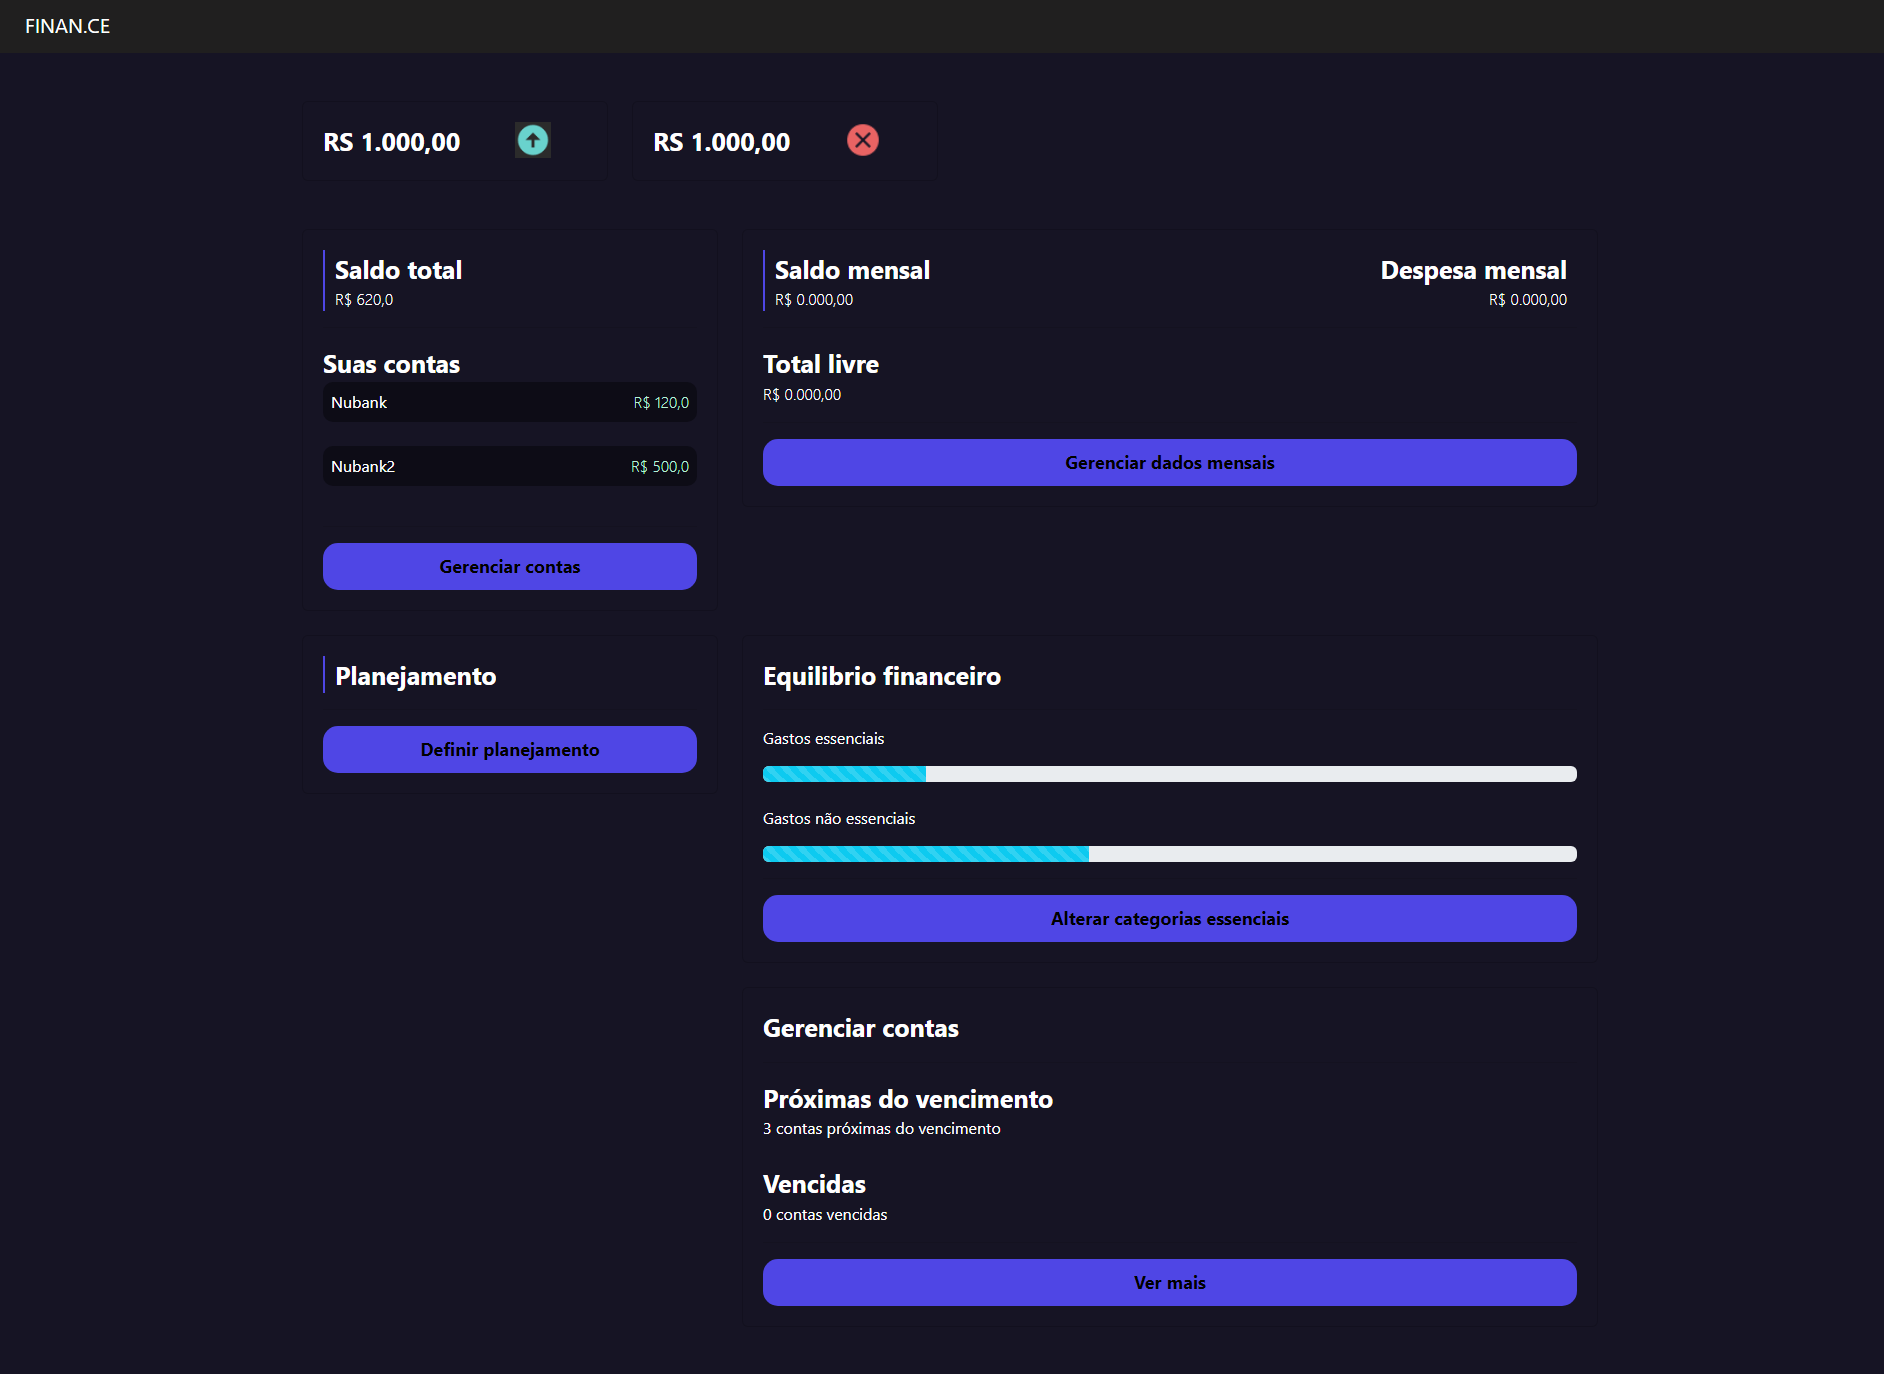 FINAN.CE
RS 1.000,00
RS 1.000,00
Saldo total
R$ 620,0
Suas contas
Nubank R$ 120,0
Nubank2 R$ 500,0
Gerenciar contas
Saldo mensal
R$ 0.000,00
Despesa mensal
R$ 0.000,00
Total livre
R$ 0.000,00
Gerenciar dados mensais
Planejamento
Definir planejamento
Equilibrio financeiro
Gastos essenciais
Gastos não essenciais
Alterar categorias essenciais
Gerenciar contas
Próximas do vencimento
3 contas próximas do vencimento
Vencidas
0 contas vencidas
Ver mais